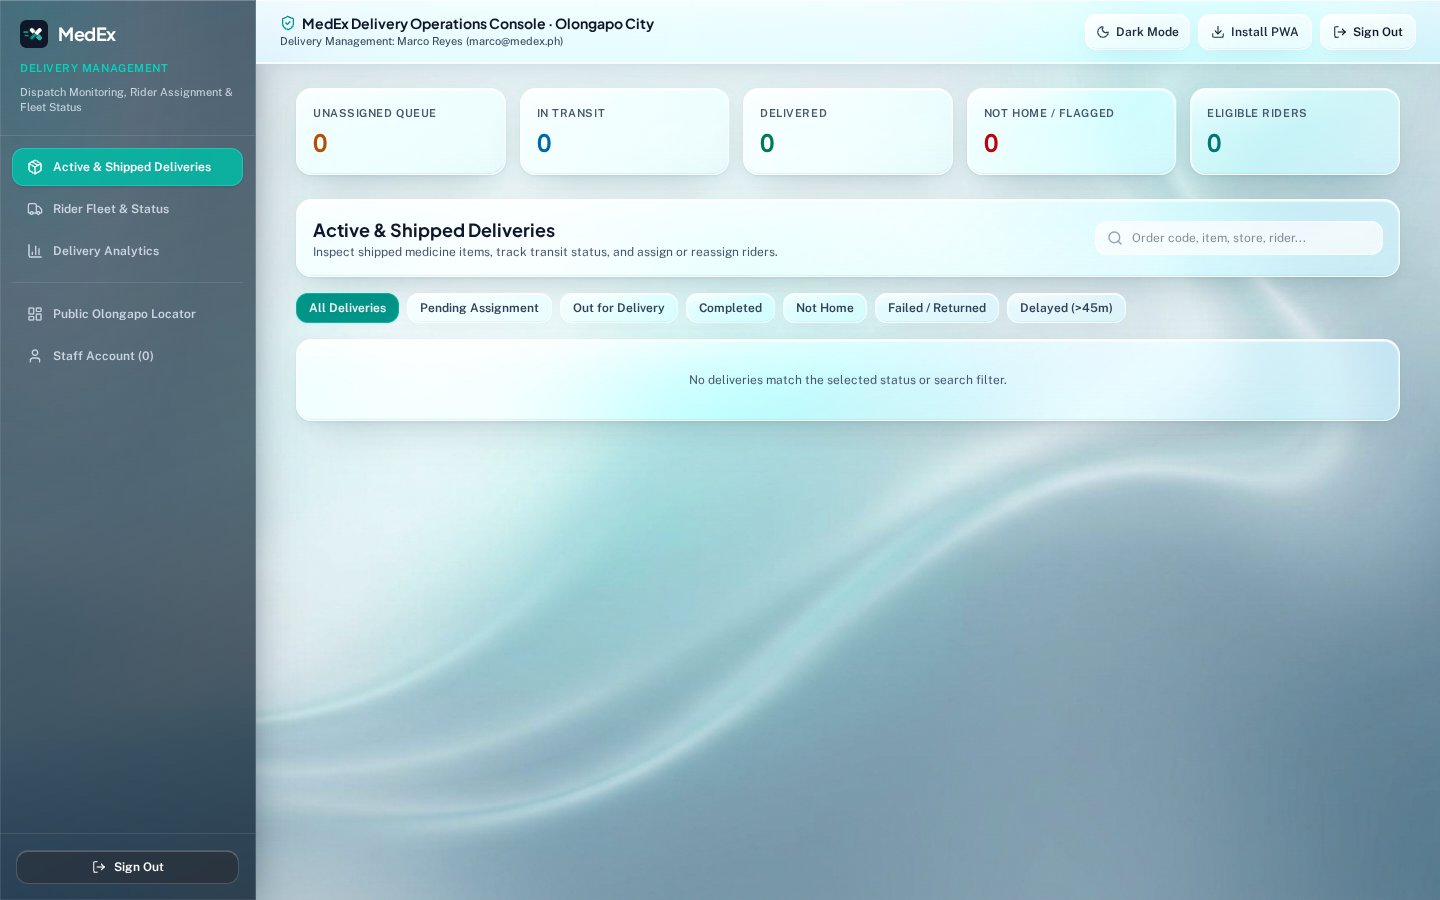 MedEx
DELIVERY MANAGEMENT
Dispatch Monitoring, Rider Assignment &
Fleet Status
Active & Shipped Deliveries
Rider Fleet & Status
Delivery Analytics
Public Olongapo Locator
Staff Account (0)
Sign Out
MedEx Delivery Operations Console · Olongapo City
Delivery Management: Marco Reyes (marco@medex.ph)
Dark Mode
Install PWA
Sign Out
UNASSIGNED QUEUE
0
IN TRANSIT
0
DELIVERED
0
NOT HOME / FLAGGED
0
ELIGIBLE RIDERS
0
Active & Shipped Deliveries
Inspect shipped medicine items, track transit status, and assign or reassign riders.
Order code, item, store, rider...
All Deliveries
Pending Assignment
Out for Delivery
Completed
Not Home
Failed / Returned
Delayed (>45m)
No deliveries match the selected status or search filter.